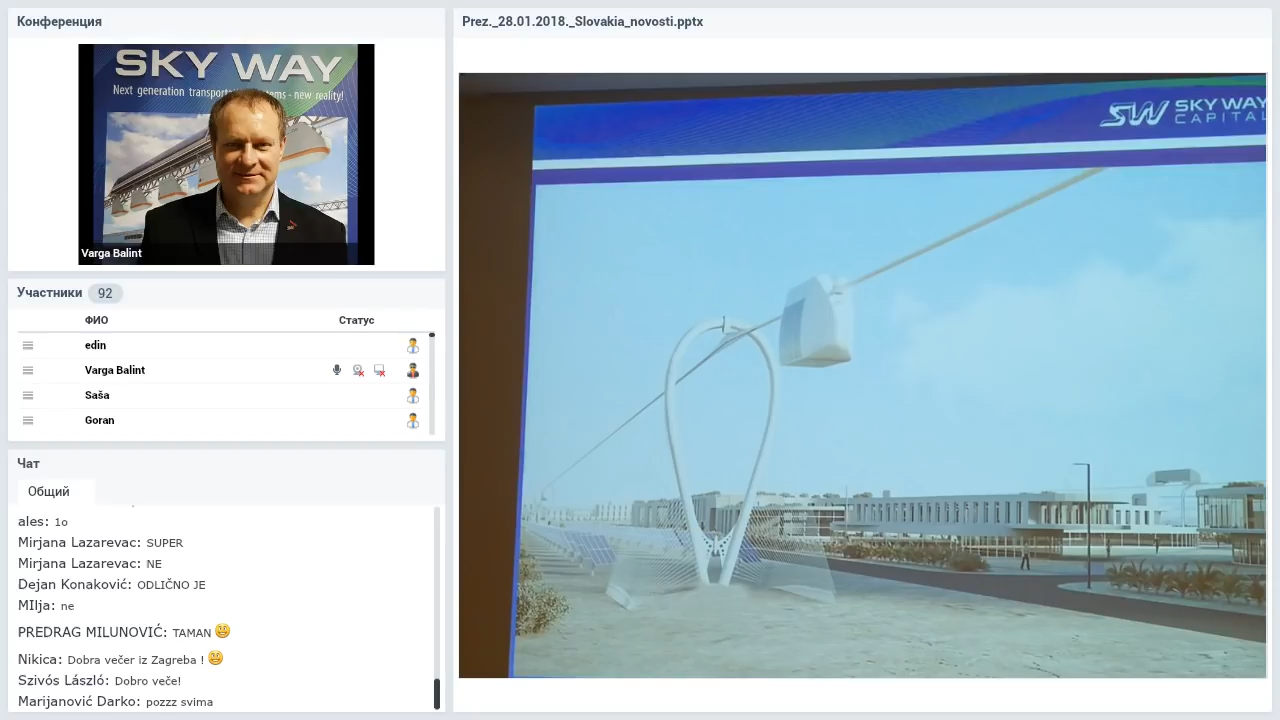 Конференция
SKY WAY
Next generation
tems - new reality!
Varga Balint
Участники 92
ФИО Статус
edin
Varga Balint
Saša
Goran
Чат
Общий
ales: 1o
Mirjana Lazarevac: SUPER
Mirjana Lazarevac: NE
Dejan Konaković: ODLIČNO JE
MIlja: ne
PREDRAG MILUNOVIĆ: TAMAN
Nikica: Dobra večer iz Zagreba !
Szivós László: Dobro veče!
Marijanović Darko: pozzz svima
Prez._28.01.2018._Slovakia_novosti.pptx
SW SKY WAY
CAPITAL